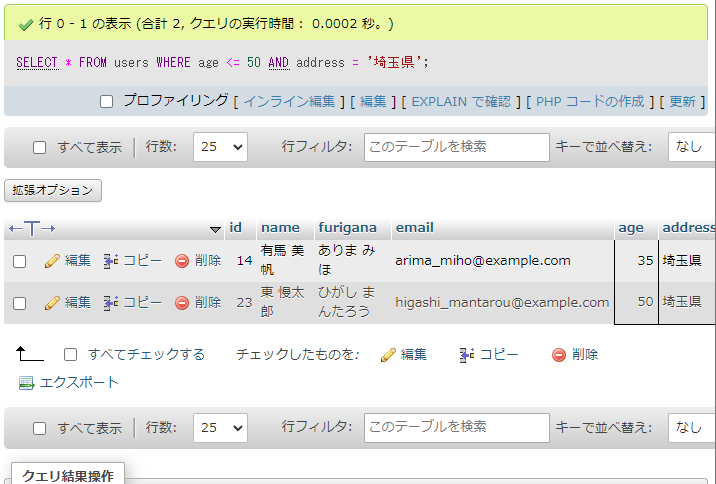 行 0 - 1 の表示 (合計 2, クエリの実行時間： 0.0002 秒。)
SELECT * FROM users WHERE age <= 50 AND address = '埼玉県';
プロファイリング [ インライン編集 ] [ 編集 ] [ EXPLAIN で確認 ] [ PHP コードの作成 ] [ 更新 ]
すべて表示 行数: 25 行フィルタ: このテーブルを検索 キーで並べ替え: なし
拡張オプション
←T→ id name furigana email age address
編集 コピー 削除 14 有馬 美帆 ありま みほ arima_miho@example.com 35 埼玉県
編集 コピー 削除 23 東 慢太郎 ひがし まんたろう higashi_mantarou@example.com 50 埼玉県
すべてチェックする チェックしたものを: 編集 コピー 削除
エクスポート
すべて表示 行数: 25 行フィルタ: このテーブルを検索 キーで並べ替え: なし
クエリ結果操作